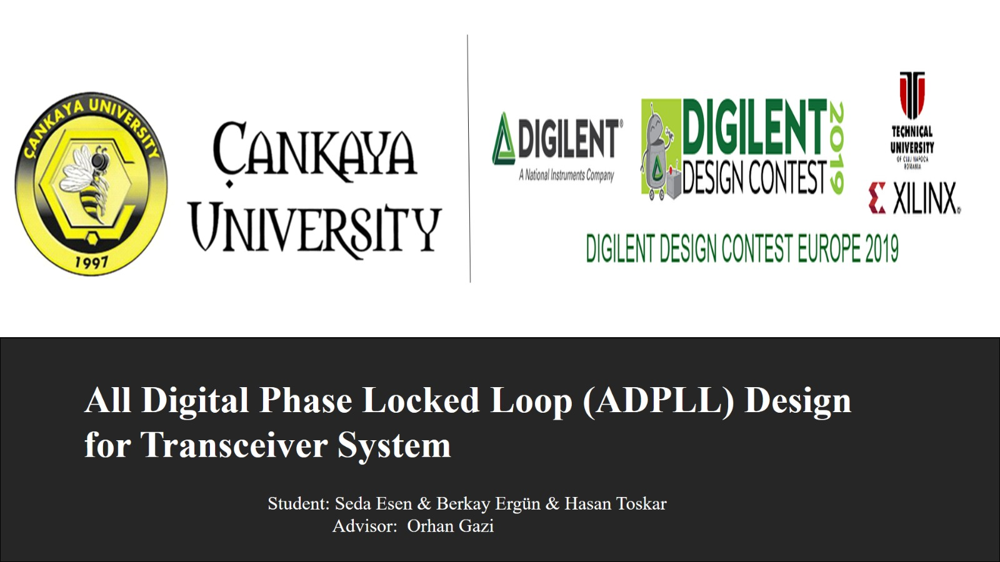 ÇANKAYA UNIVERSITY
1997
ÇANKAYA
UNIVERSITY
DIGILENT®
A National Instruments Company
DIGILENT
DESIGN CONTEST
2019
TECHNICAL
UNIVERSITY
OF CLUJ NAPOCA
ROMANIA
XILINX®
DIGILENT DESIGN CONTEST EUROPE 2019
All Digital Phase Locked Loop (ADPLL) Design
for Transceiver System
Student: Seda Esen & Berkay Ergün & Hasan Toskar
Advisor: Orhan Gazi